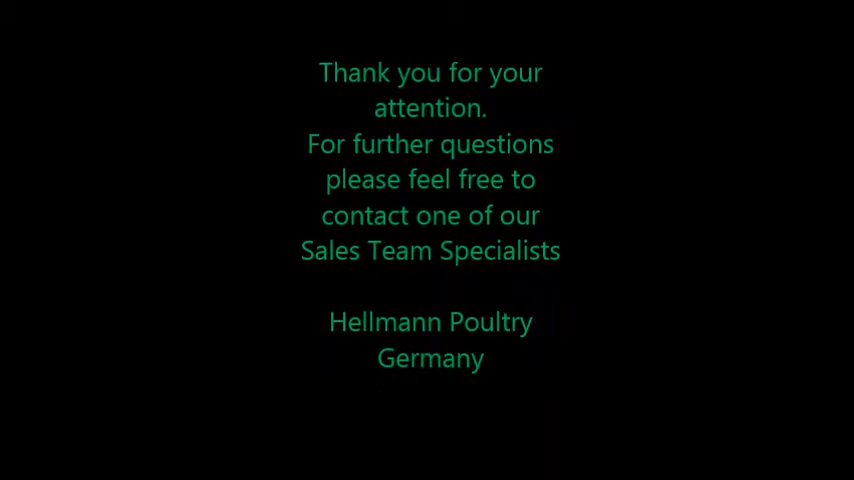 Thank you for your
attention.
For further questions
please feel free to
contact one of our
Sales Team Specialists
Hellmann Poultry
Germany